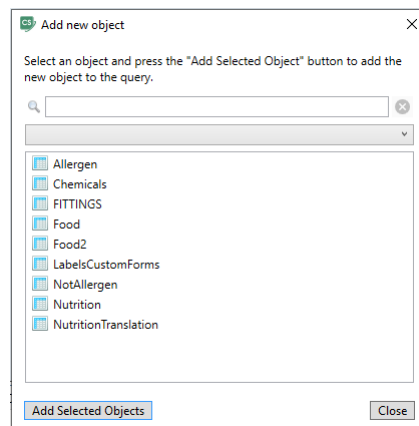 CS Add new object
Select an object and press the "Add Selected Object" button to add the
new object to the query.
Allergen
Chemicals
FITTINGS
Food
Food2
LabelsCustomForms
NotAllergen
Nutrition
NutritionTranslation
Add Selected Objects
Close